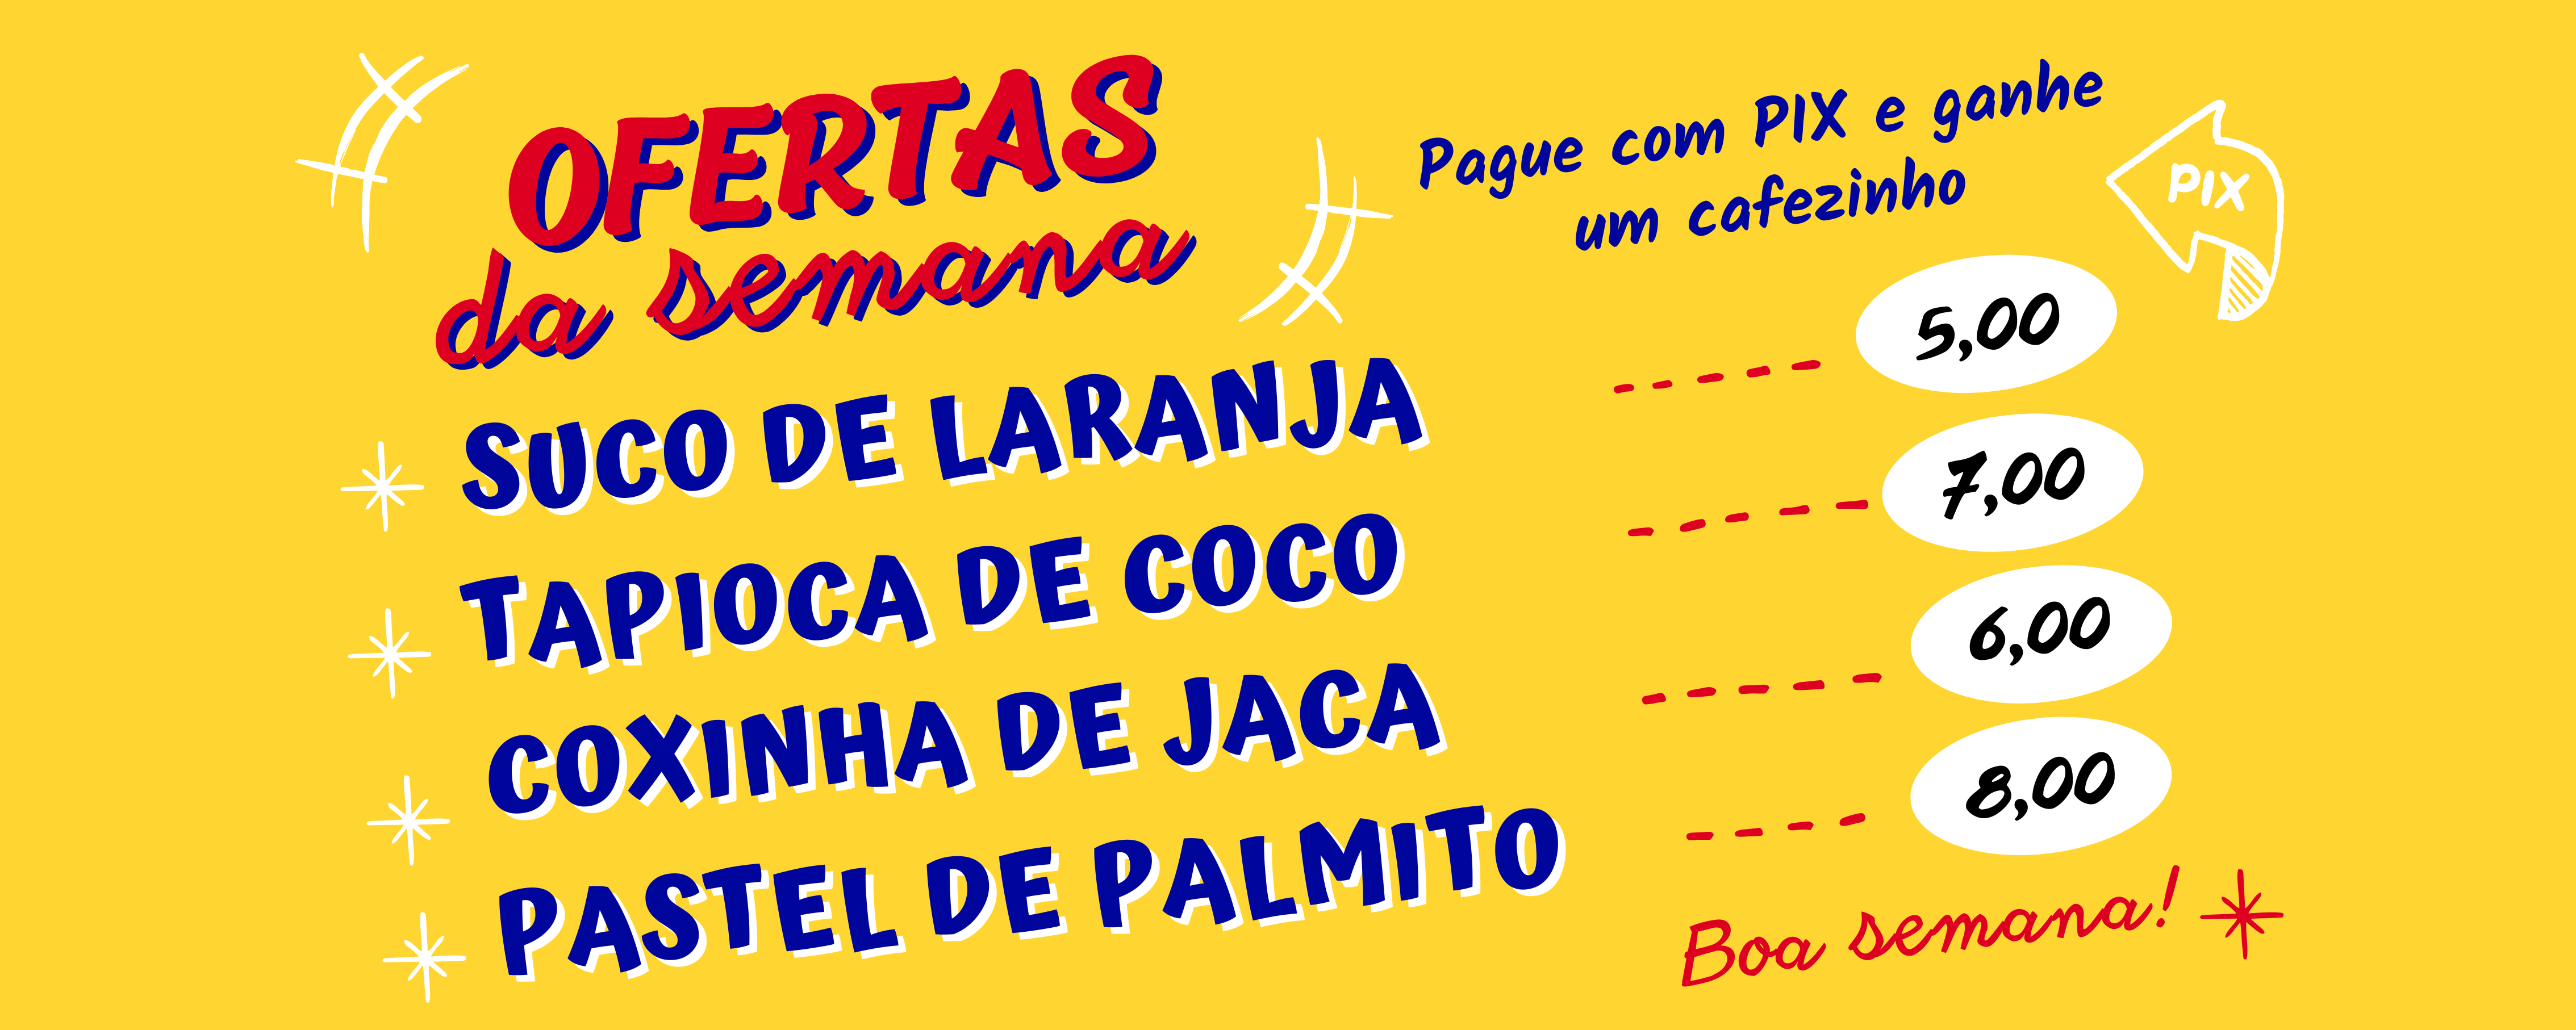 OFERTAS
da semana
Pague com PIX e ganhe
um cafezinho
PIX
SUCO DE LARANJA 5,00
TAPIOCA DE COCO 7,00
COXINHA DE JACA 6,00
PASTEL DE PALMITO 8,00
Boa semana!